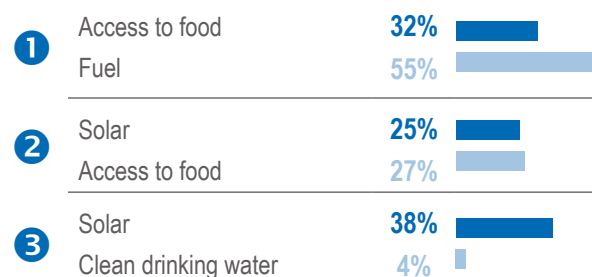 1 Access to food 32%
Fuel 55%
2 Solar 25%
Access to food 27%
3 Solar 38%
Clean drinking water 4%